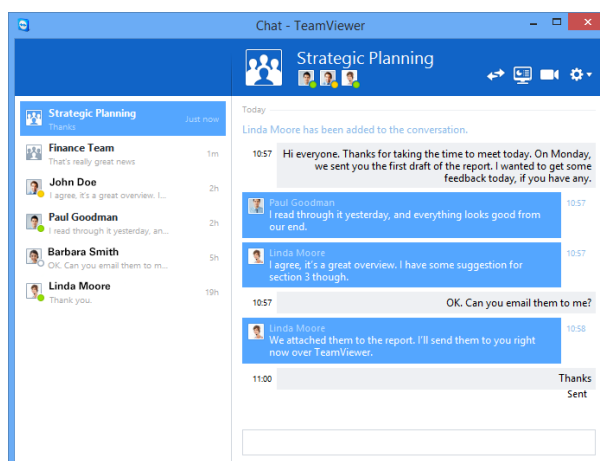 Chat - TeamViewer
Strategic Planning
Strategic Planning
Thanks
Just now
Finance Team
That's really great news
1m
John Doe
I agree, it's a great overview. I...
2h
Paul Goodman
I read through it yesterday, an...
2h
Barbara Smith
OK. Can you email them to m...
5h
Linda Moore
Thank you.
19h
Today
Linda Moore has been added to the conversation.
10:57
Hi everyone. Thanks for taking the time to meet today. On Monday,
we sent you the first draft of the report. I wanted to get some
feedback today, if you have any.
Paul Goodman
10:57
I read through it yesterday, and everything looks good from
our end.
Linda Moore
10:57
I agree, it's a great overview. I have some suggestion for
section 3 though.
10:57
OK. Can you email them to me?
Linda Moore
10:58
We attached them to the report. I'll send them to you right
now over TeamViewer.
11:00
Thanks
Sent